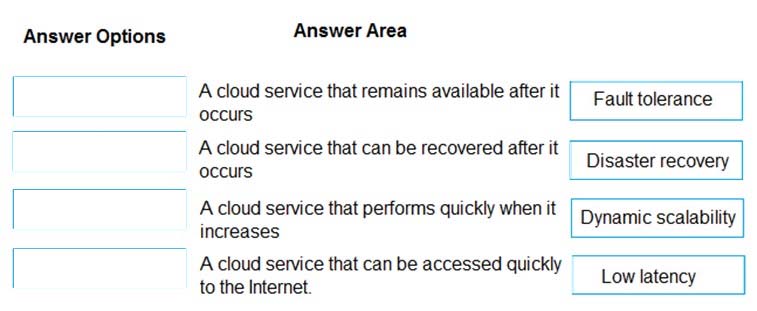 Answer Options
Answer Area
A cloud service that remains available after it
occurs
Fault tolerance
A cloud service that can be recovered after it
occurs
Disaster recovery
A cloud service that performs quickly when it
increases
Dynamic scalability
A cloud service that can be accessed quickly
to the Internet.
Low latency